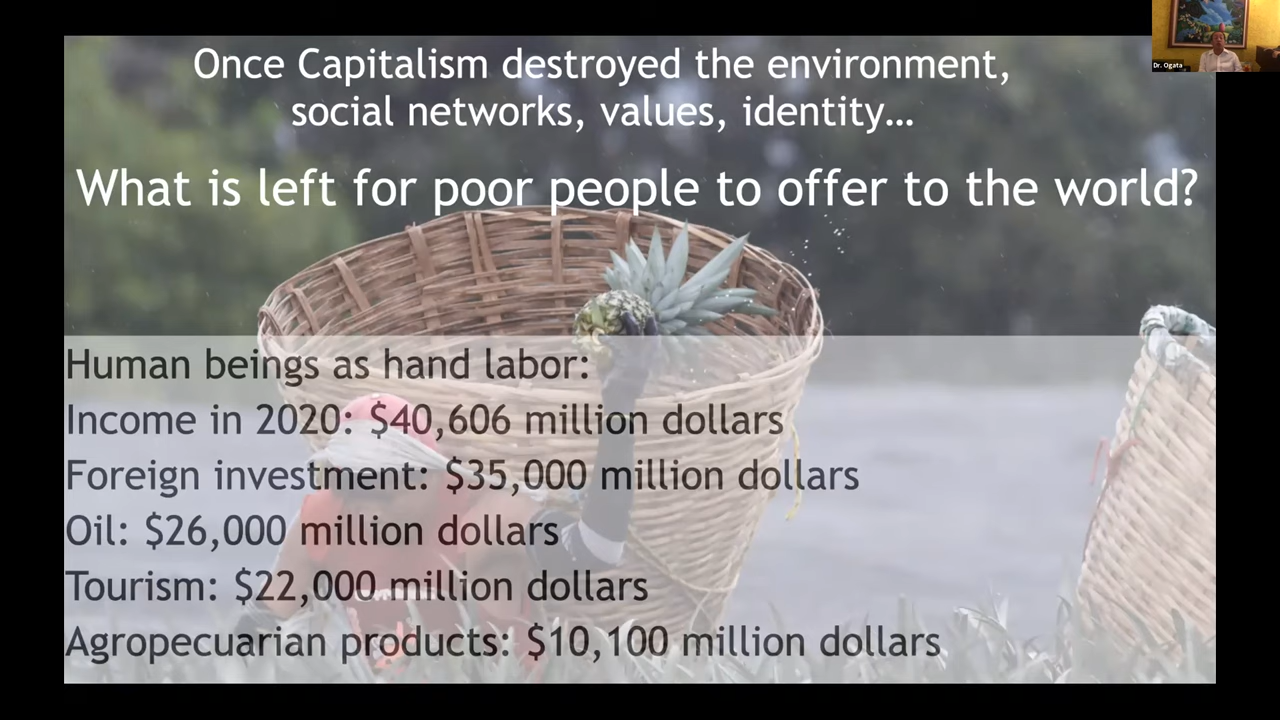 Once Capitalism destroyed the environment,
social networks, values, identity…
What is left for poor people to offer to the world?
Human beings as hand labor:
Income in 2020: $40,606 million dollars
Foreign investment: $35,000 million dollars
Oil: $26,000 million dollars
Tourism: $22,000 million dollars
Agropecuarian products: $10,100 million dollars
Dr. Ogata